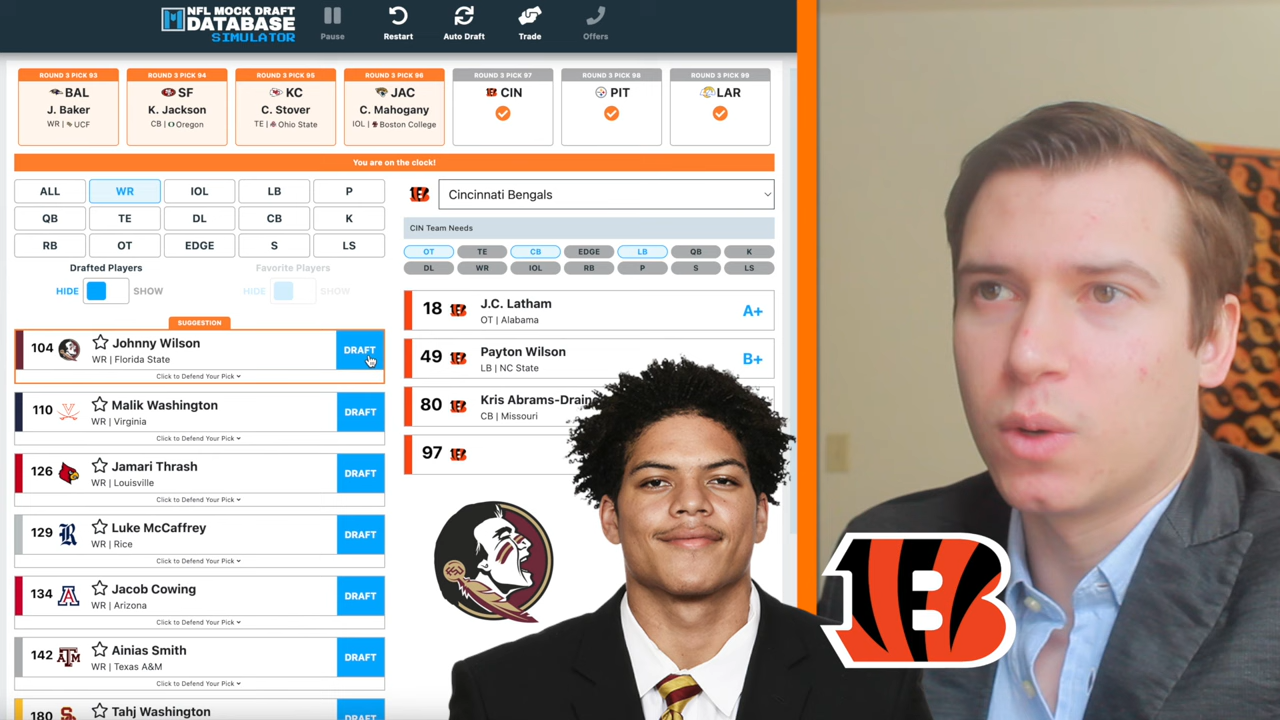 NFL MOCK DRAFT
DATABASE
SIMULATOR
Pause
Restart
Auto Draft
Trade
Offers
ROUND 3 PICK 93
BAL
J. Baker
WR | UCF
ROUND 3 PICK 94
SF
K. Jackson
CB | Oregon
ROUND 3 PICK 95
KC
C. Stover
TE | Ohio State
ROUND 3 PICK 96
JAC
C. Mahogany
IOL | Boston College
ROUND 3 PICK 97
CIN
ROUND 3 PICK 98
PIT
ROUND 3 PICK 99
LAR
You are on the clock!
ALL WR IOL LB P
QB TE DL CB K
RB OT EDGE S LS
Drafted Players
HIDE SHOW
Favorite Players
HIDE SHOW
SUGGESTION
104 Johnny Wilson
WR | Florida State
DRAFT
Click to Defend Your Pick
110 Malik Washington
WR | Virginia
DRAFT
Click to Defend Your Pick
126 Jamari Thrash
WR | Louisville
DRAFT
Click to Defend Your Pick
129 Luke McCaffrey
WR | Rice
DRAFT
Click to Defend Your Pick
134 Jacob Cowing
WR | Arizona
DRAFT
Click to Defend Your Pick
142 Ainias Smith
WR | Texas A&M
DRAFT
Click to Defend Your Pick
180 Tahj Washington
DRAFT
Cincinnati Bengals
CIN Team Needs
OT TE CB EDGE LB QB K
DL WR IOL RB P S LS
18 J.C. Latham
OT | Alabama
A+
49 Payton Wilson
LB | NC State
B+
80 Kris Abrams-Drain
CB | Missouri
97
B